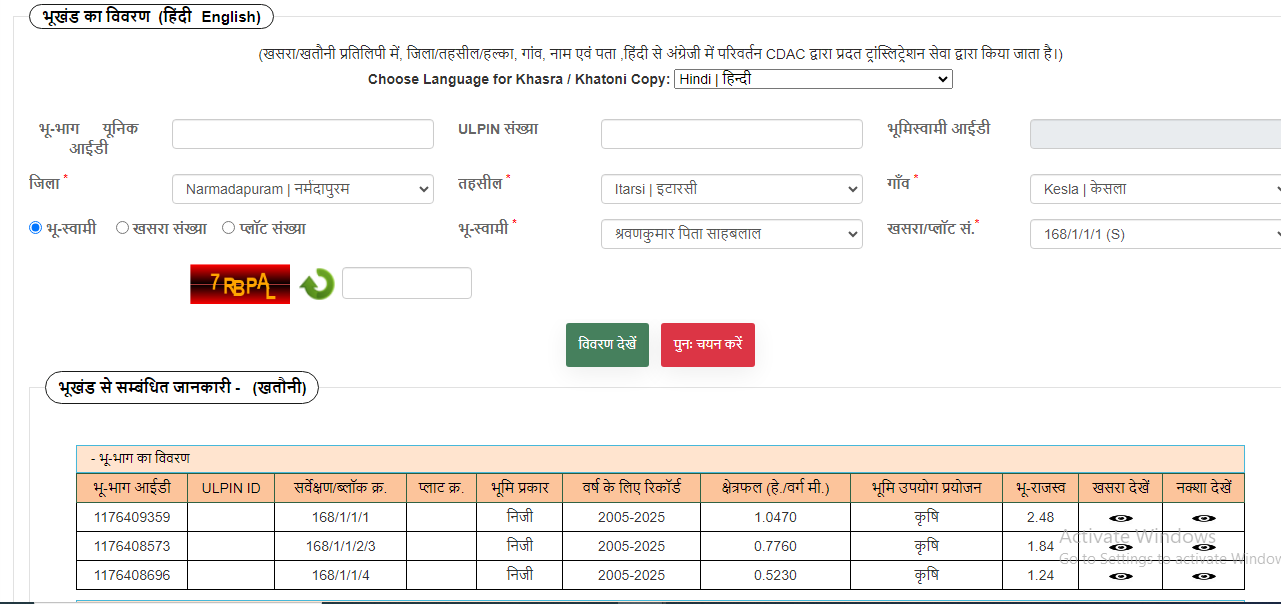 भूखंड का विवरण (हिंदी English)
(खसरा/खतौनी प्रतिलिपी में, जिला/तहसील/हल्का, गांव, नाम एवं पता ,हिंदी से अंग्रेजी में परिवर्तन CDAC द्वारा प्रदत ट्रांस्लिट्रेशन सेवा द्वारा किया जाता है।)
Choose Language for Khasra / Khatoni Copy: Hindi | हिन्दी
भू-भाग यूनिक आईडी ULPIN संख्या भूमिस्वामी आईडी
जिला * Narmadapuram | नर्मदापुरम तहसील * Itarsi | इटारसी गाँव * Kesla | केसला
भू-स्वामी खसरा संख्या प्लॉट संख्या भू-स्वामी * श्रवणकुमार पिता साहबलाल खसरा/प्लॉट सं.* 168/1/1/1 (S)
7RBPAL
विवरण देखें पुनः चयन करें
भूखंड से सम्बंधित जानकारी - (खतौनी)
- भू-भाग का विवरण
भू-भाग आईडी ULPIN ID सर्वेक्षण/ब्लॉक क्र. प्लाट क्र. भूमि प्रकार वर्ष के लिए रिकॉर्ड क्षेत्रफल (हे./वर्ग मी.) भूमि उपयोग प्रयोजन भू-राजस्व खसरा देखें नक्शा देखें
1176409359 168/1/1/1 निजी 2005-2025 1.0470 कृषि 2.48
1176408573 168/1/1/2/3 निजी 2005-2025 0.7760 कृषि 1.84
1176408696 168/1/1/4 निजी 2005-2025 0.5230 कृषि 1.24
Activate Windows
Go to Settings to activate Window